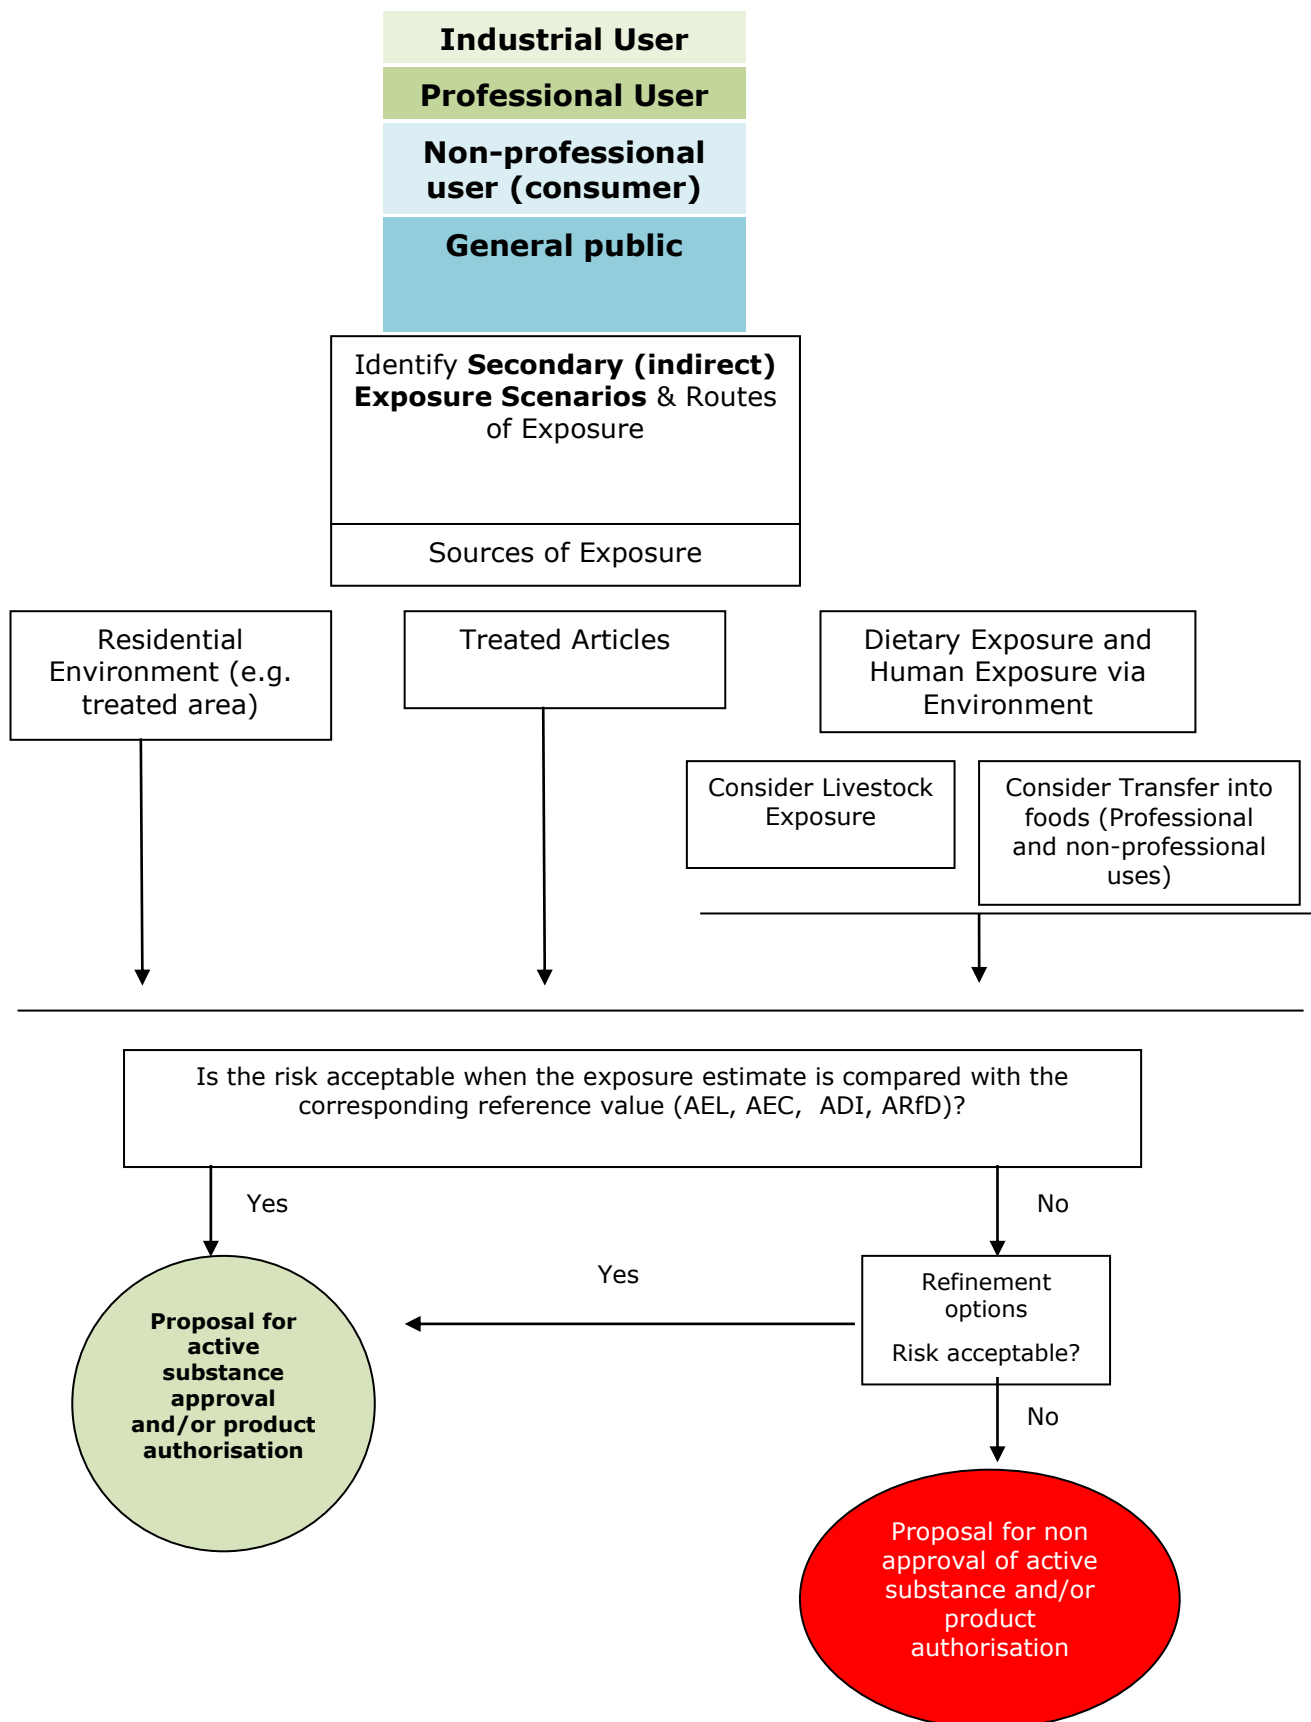 Industrial User
Professional User
Non-professional
user (consumer)
General public
Identify Secondary (indirect)
Exposure Scenarios & Routes
of Exposure
Sources of Exposure
Residential
Environment (e.g.
treated area)
Treated Articles
Dietary Exposure and
Human Exposure via
Environment
Consider Livestock
Exposure
Consider Transfer into
foods (Professional
and non-professional
uses)
Is the risk acceptable when the exposure estimate is compared with the
corresponding reference value (AEL, AEC, ADI, ARfD)?
Yes
No
Yes
Refinement
options
Risk acceptable?
Proposal for
active
substance
approval
and/or product
authorisation
No
Proposal for non
approval of active
substance and/or
product
authorisation